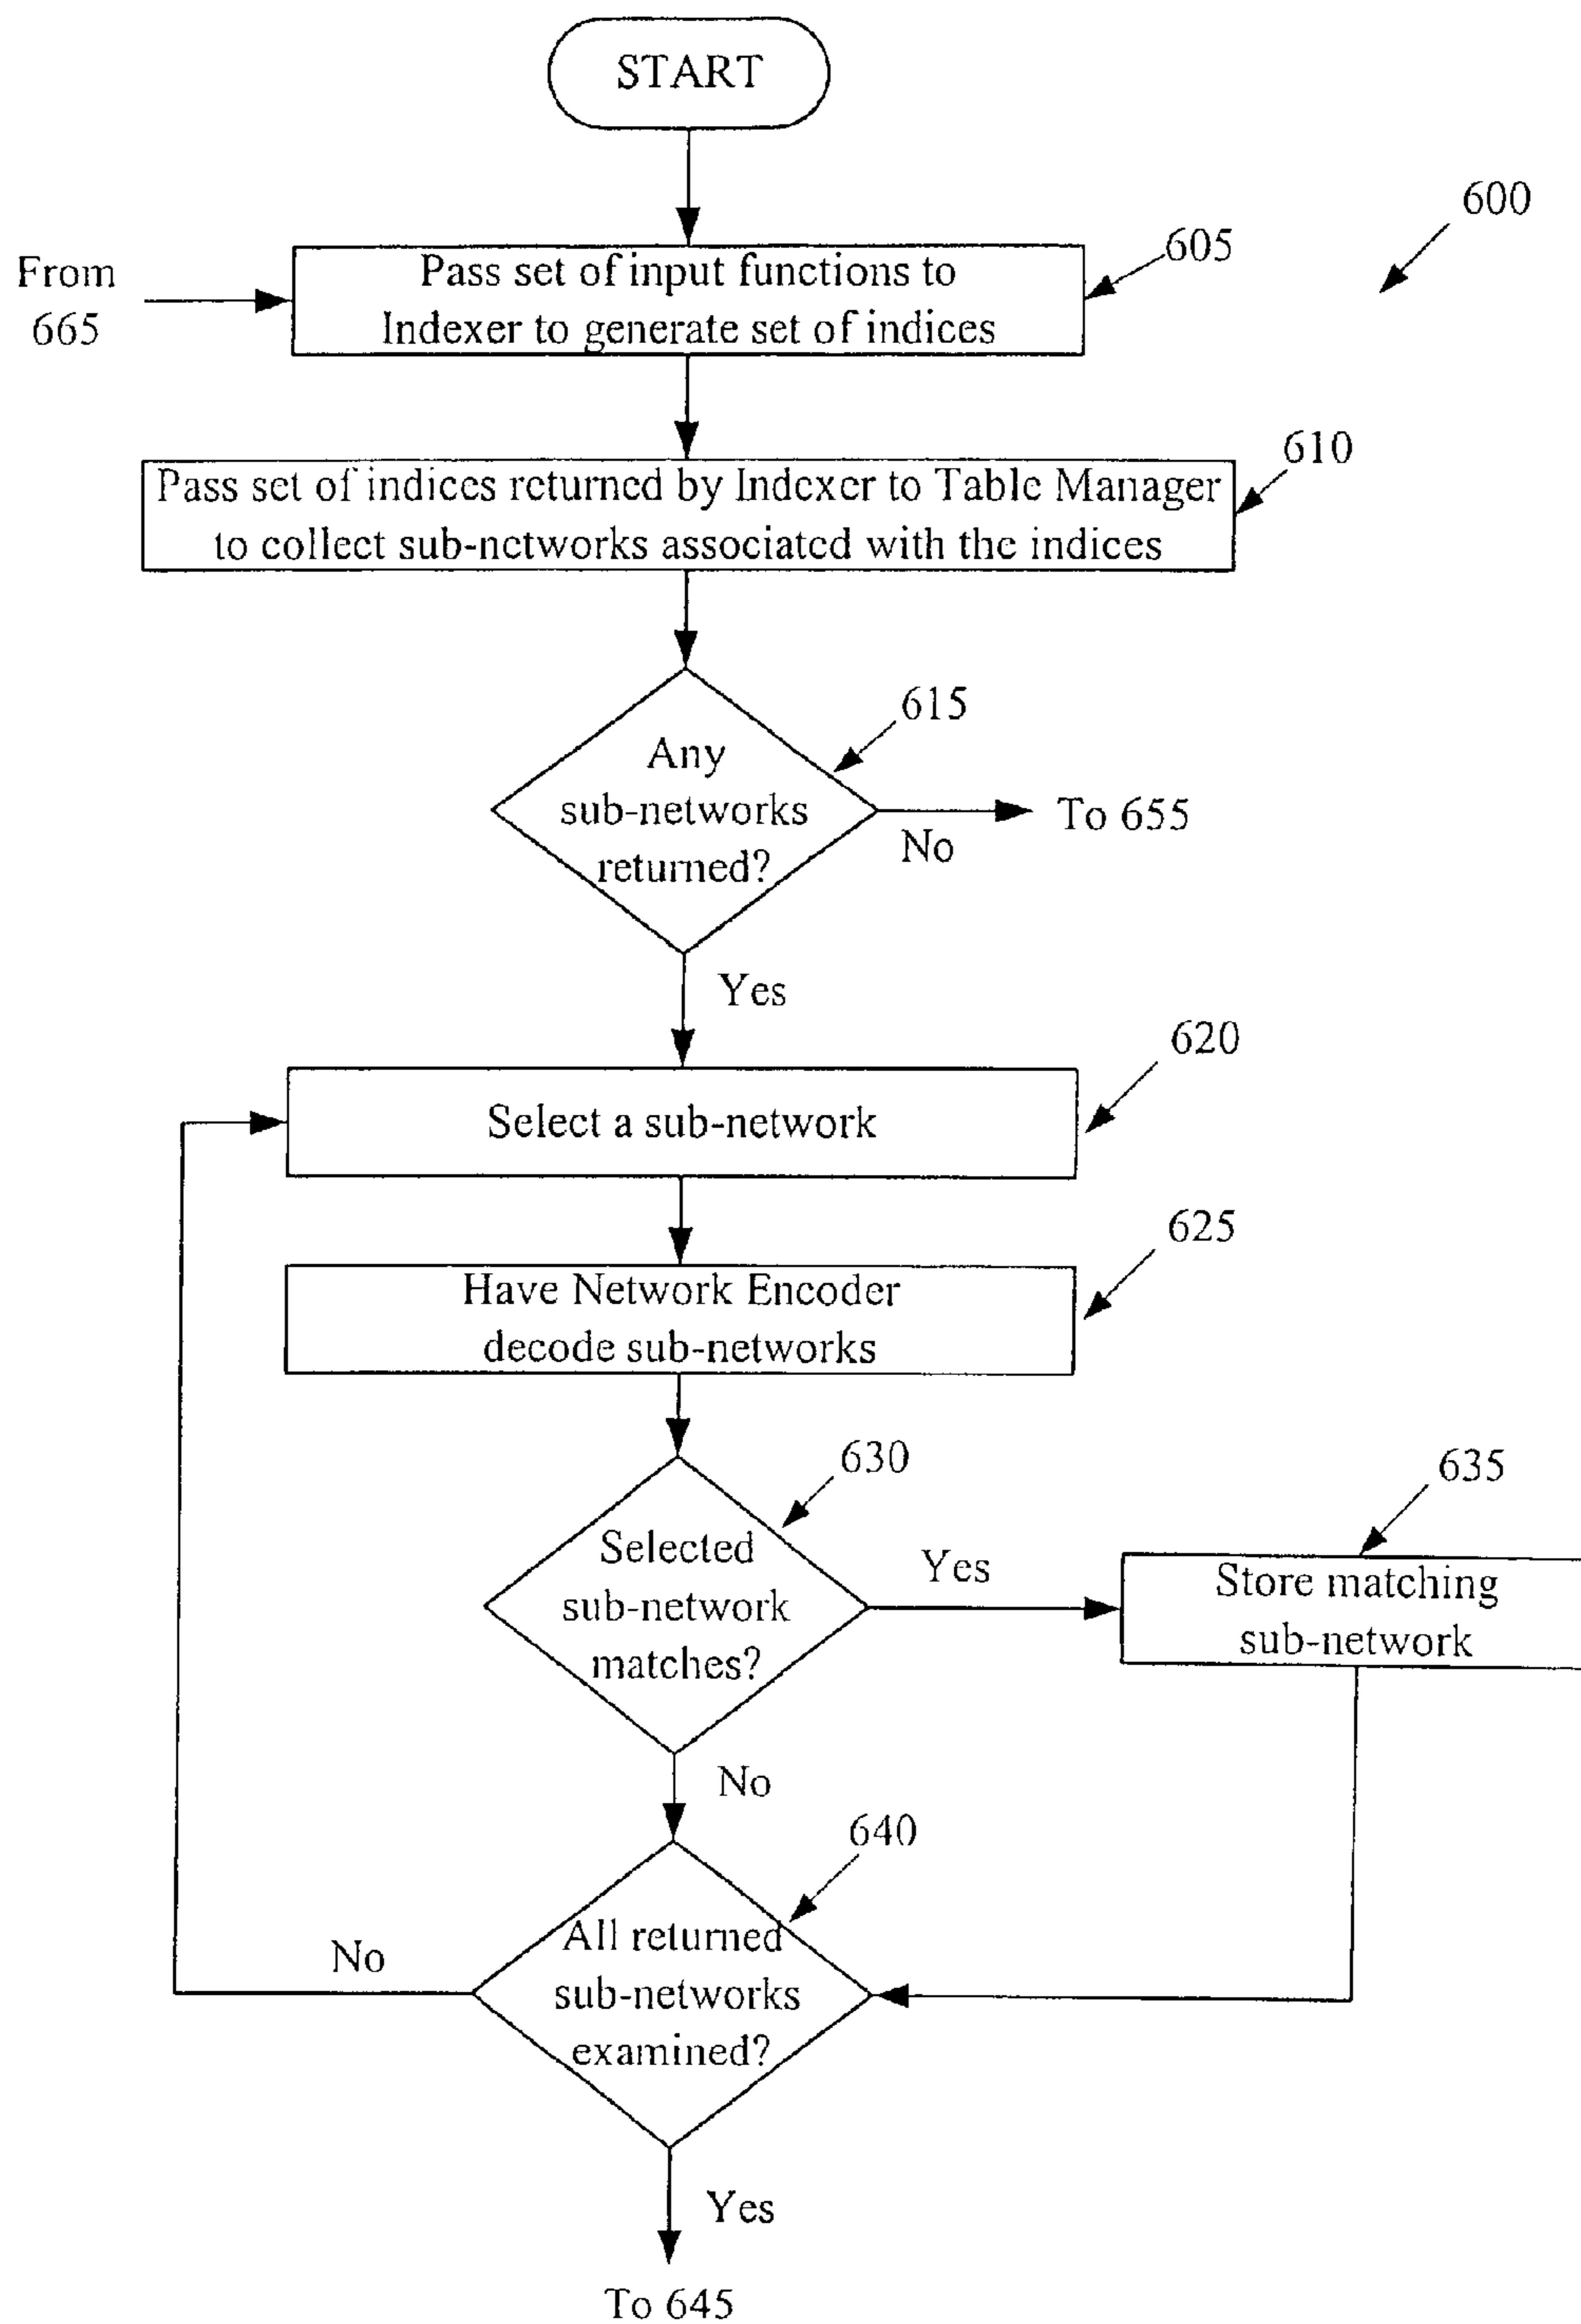 START
600
605
From
665
Pass set of input functions to
Indexer to generate set of indices
610
Pass set of indices returned by Indexer to Table Manager
to collect sub-networks associated with the indices
615
Any
sub-networks
returned?
No
To 655
Yes
620
Select a sub-network
625
Have Network Encoder
decode sub-networks
630
635
Selected
sub-network
matches?
Yes
Store matching
sub-network
No
640
All returned
sub-networks
examined?
No
Yes
To 645